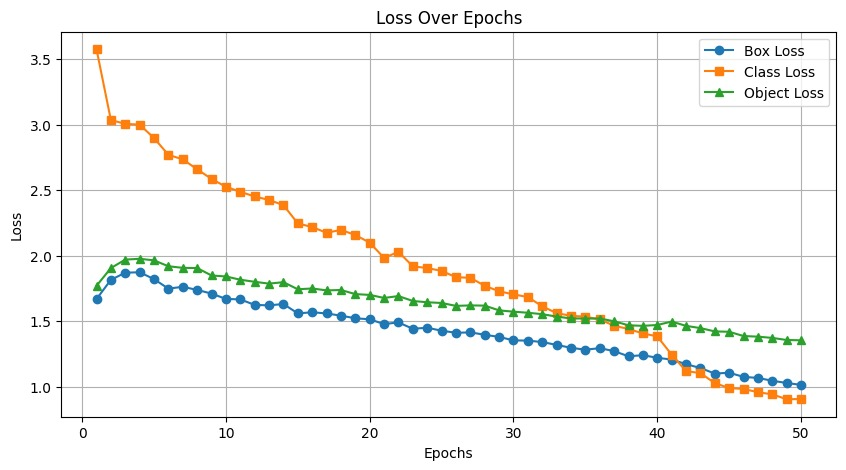 Loss Over Epochs
Box Loss
Class Loss
Object Loss
Loss
3.5
3.0
2.5
2.0
1.5
1.0
0 10 20 30 40 50
Epochs